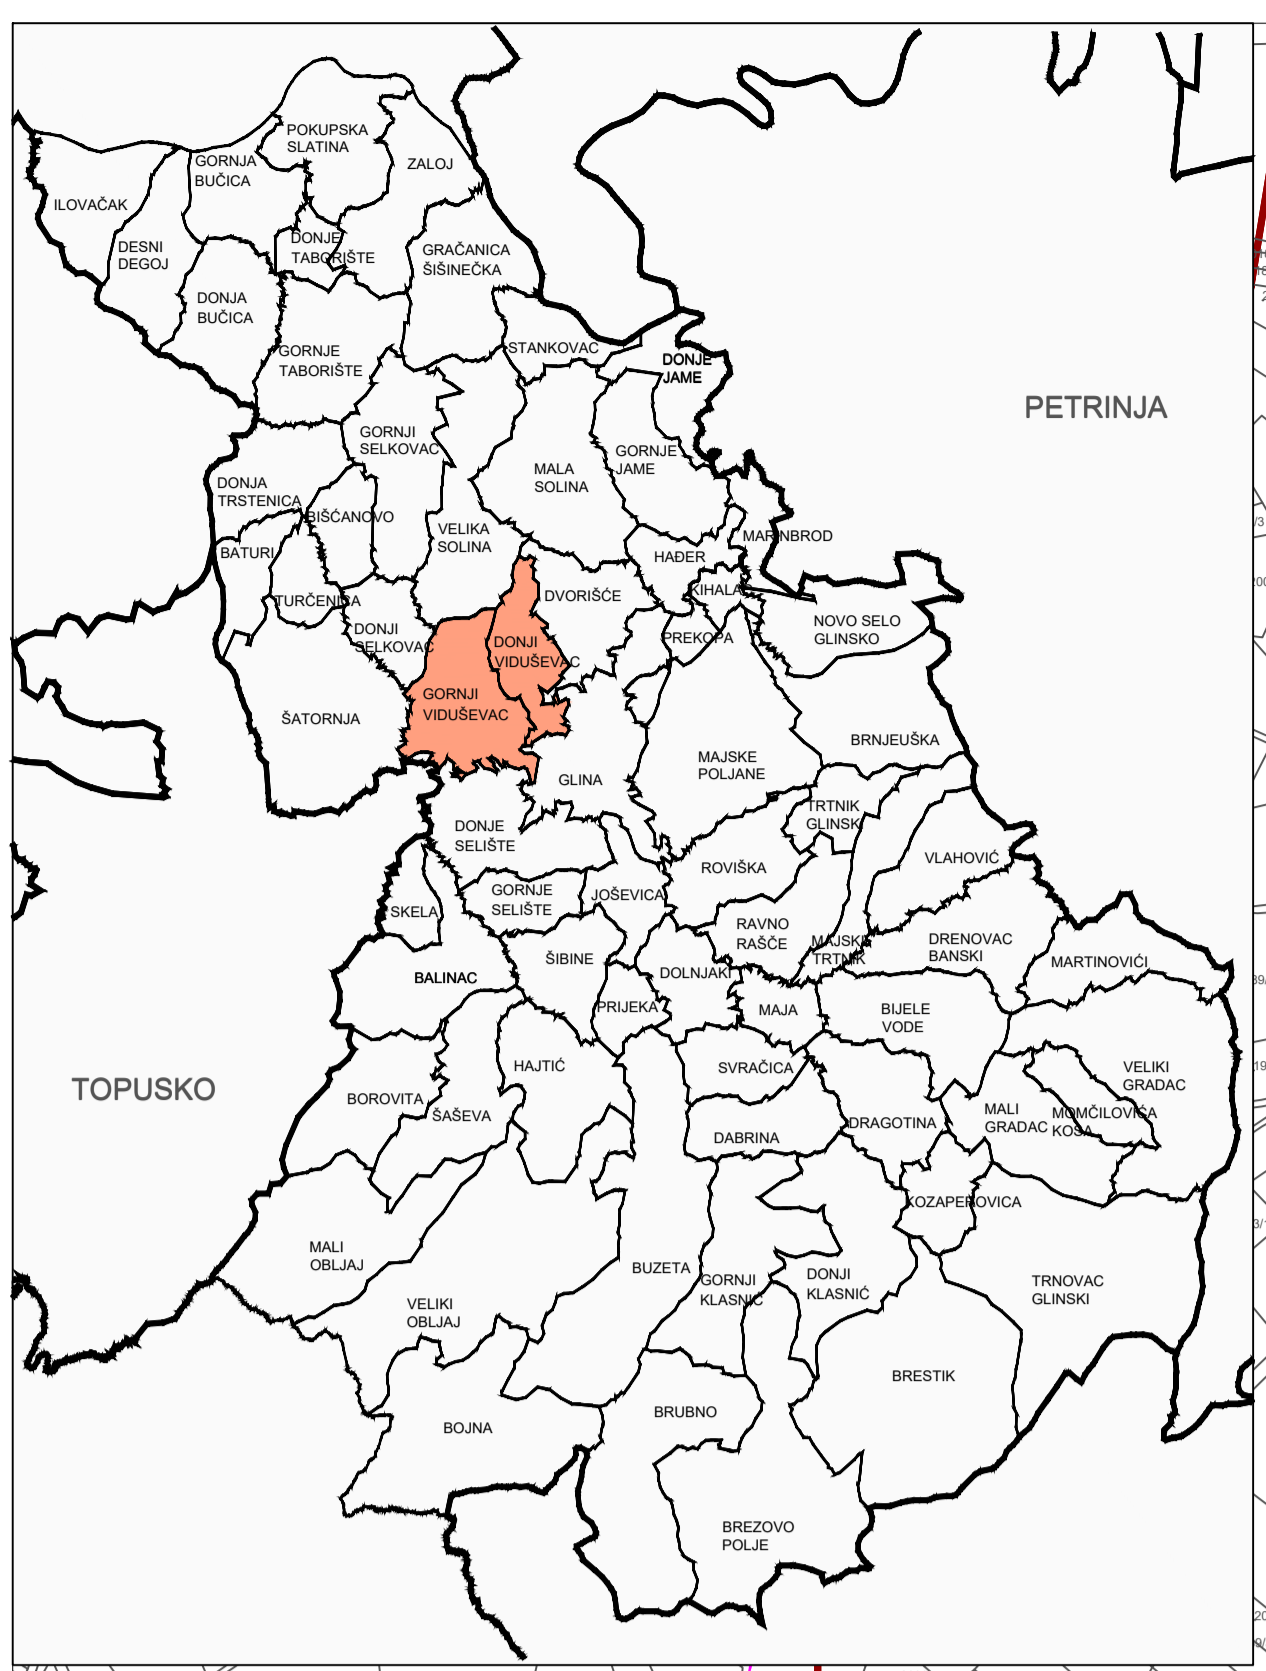 POKUPSKA
SLATINA
ZALOJ
GORNJA
BUČICA
ILOVAČAK
DESNI
DEGOJ
DONJE
TABORIŠTE
GRAČANICA
ŠIŠINEČKA
DONJA
BUČICA
GORNJE
TABORIŠTE
STANKOVAC
DONJE
JAME
PETRINJA
GORNJI
SELKOVAC
GORNJE
JAME
MALA
SOLINA
DONJA
TRSTENICA
BIŠĆANOVO
VELIKA
SOLINA
MARINBROD
BATURI
HAĐER
TURČENICA
DVORIŠĆE
KIHALAC
DONJI
SELKOVAC
PREKOPA
NOVO SELO
GLINSKO
DONJI
VIDUŠEVAC
GORNJI
VIDUŠEVAC
ŠATORNJA
BRNJEUŠKA
MAJSKE
POLJANE
GLINA
TRTNIK
GLINSKI
DONJE
SELIŠTE
VLAHOVIĆ
ROVIŠKA
GORNJE
SELIŠTE
JOŠEVICA
SKELA
RAVNO
RAŠČE
MAJSKI
TRTNIK
DRENOVAC
BANSKI
MARTINOVIĆI
ŠIBINE
DOLNJAKI
BALINAC
PRIJEKA
MAJA
BIJELE
VODE
HAJTIĆ
SVRAČICA
VELIKI
GRADAC
TOPUSKO
BOROVITA
ŠAŠEVA
DRAGOTINA
MALI
GRADAC
MOMČILOVIĆA
KOSA
DABRINA
KOZAPEROVICA
MALI
OBLJAJ
BUZETA
GORNJI
KLASNIĆ
DONJI
KLASNIĆ
TRNOVAC
GLINSKI
VELIKI
OBLJAJ
BRESTIK
BRUBNO
BOJNA
BREZOVO
POLJE